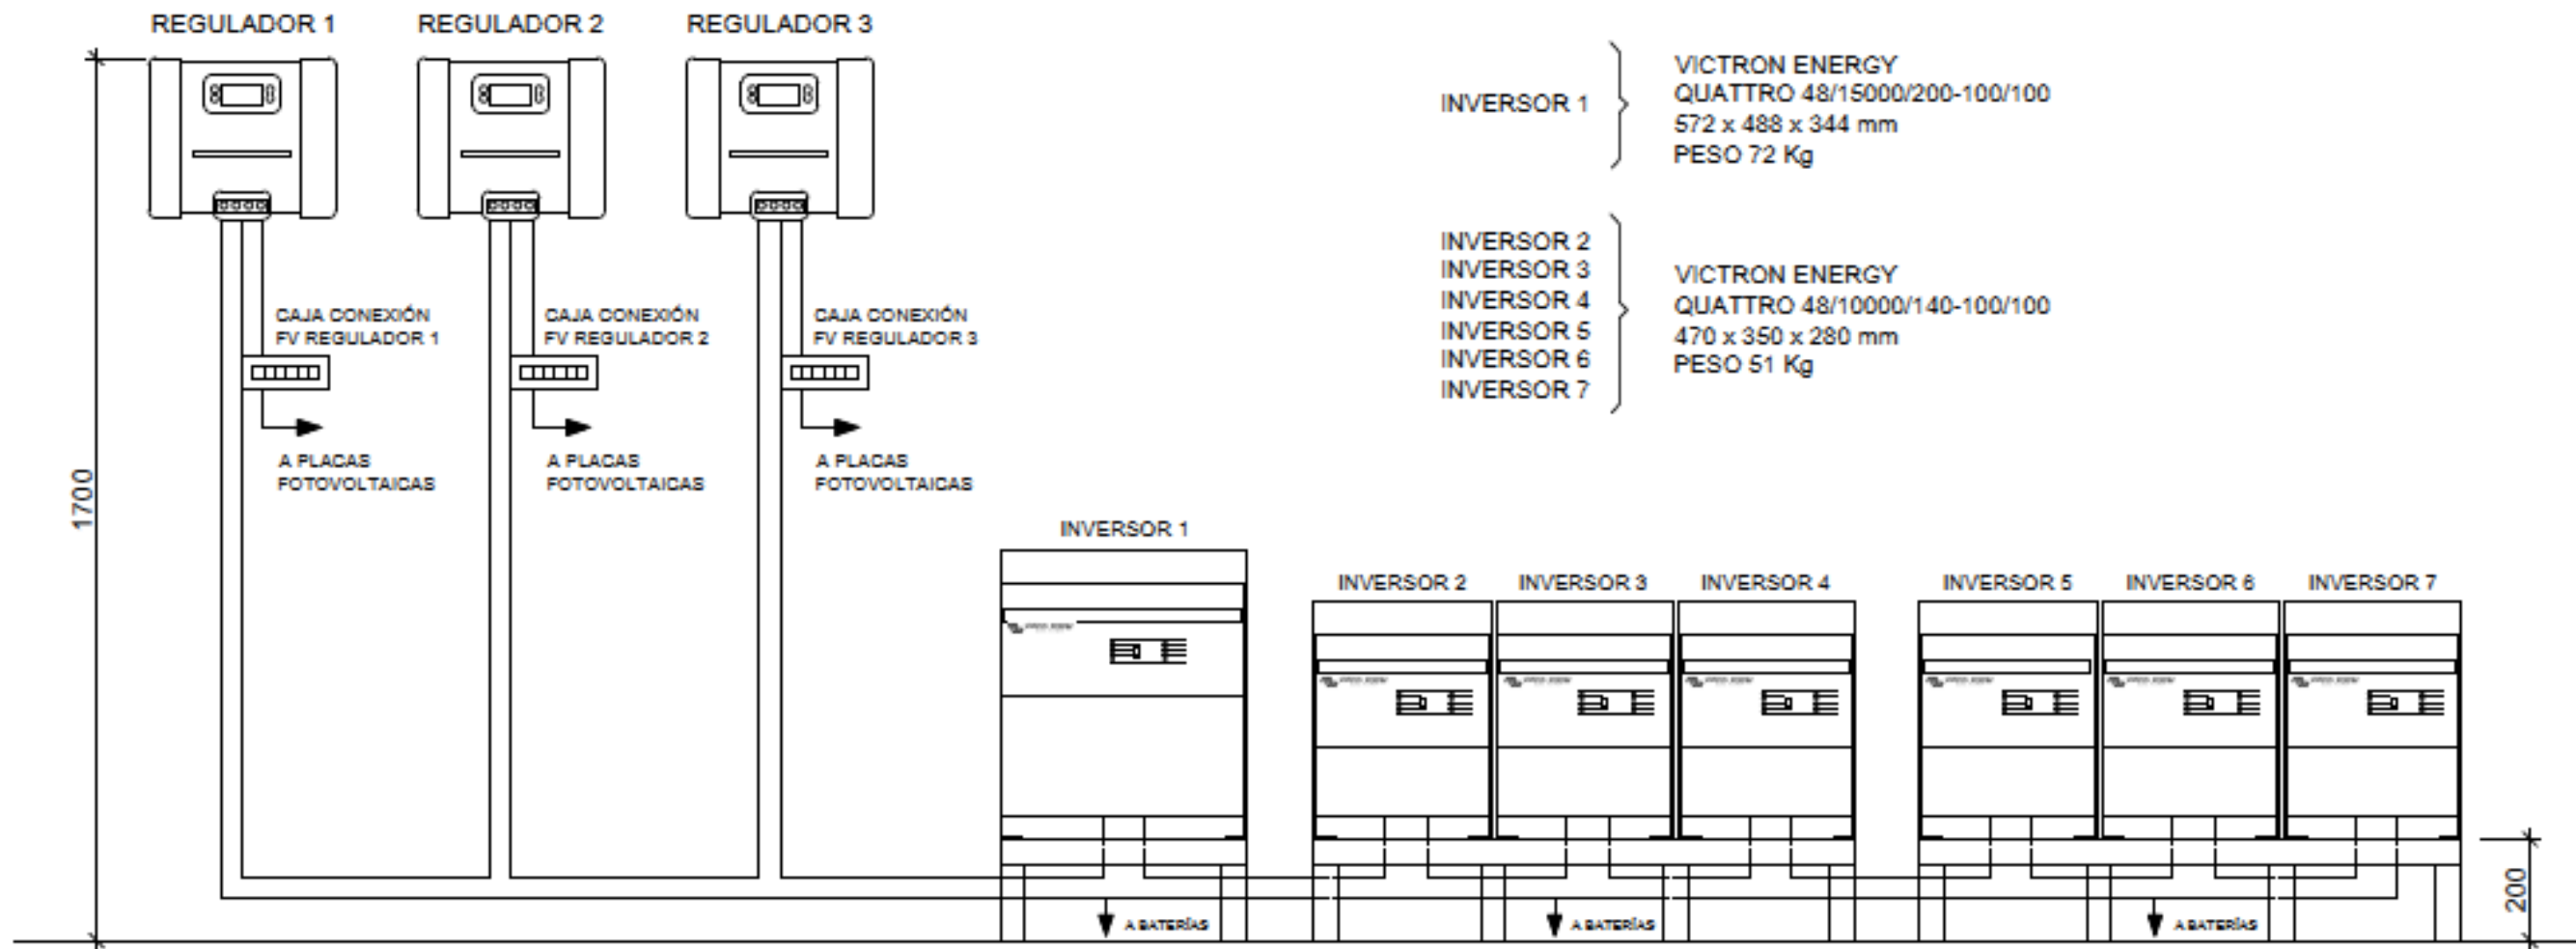 REGULADOR 1
REGULADOR 2
REGULADOR 3
INVERSOR 1
VICTRON ENERGY
QUATTRO 48/15000/200-100/100
572 x 488 x 344 mm
PESO 72 Kg
INVERSOR 2
INVERSOR 3
INVERSOR 4
INVERSOR 5
INVERSOR 6
INVERSOR 7
VICTRON ENERGY
QUATTRO 48/10000/140-100/100
470 x 350 x 280 mm
PESO 51 Kg
CAJA CONEXIÓN
FV REGULADOR 1
CAJA CONEXIÓN
FV REGULADOR 2
CAJA CONEXIÓN
FV REGULADOR 3
A PLACAS
FOTOVOLTAICAS
A PLACAS
FOTOVOLTAICAS
A PLACAS
FOTOVOLTAICAS
1700
INVERSOR 1
INVERSOR 2
INVERSOR 3
INVERSOR 4
INVERSOR 5
INVERSOR 6
INVERSOR 7
200
A BATERÍAS
A BATERÍAS
A BATERÍAS